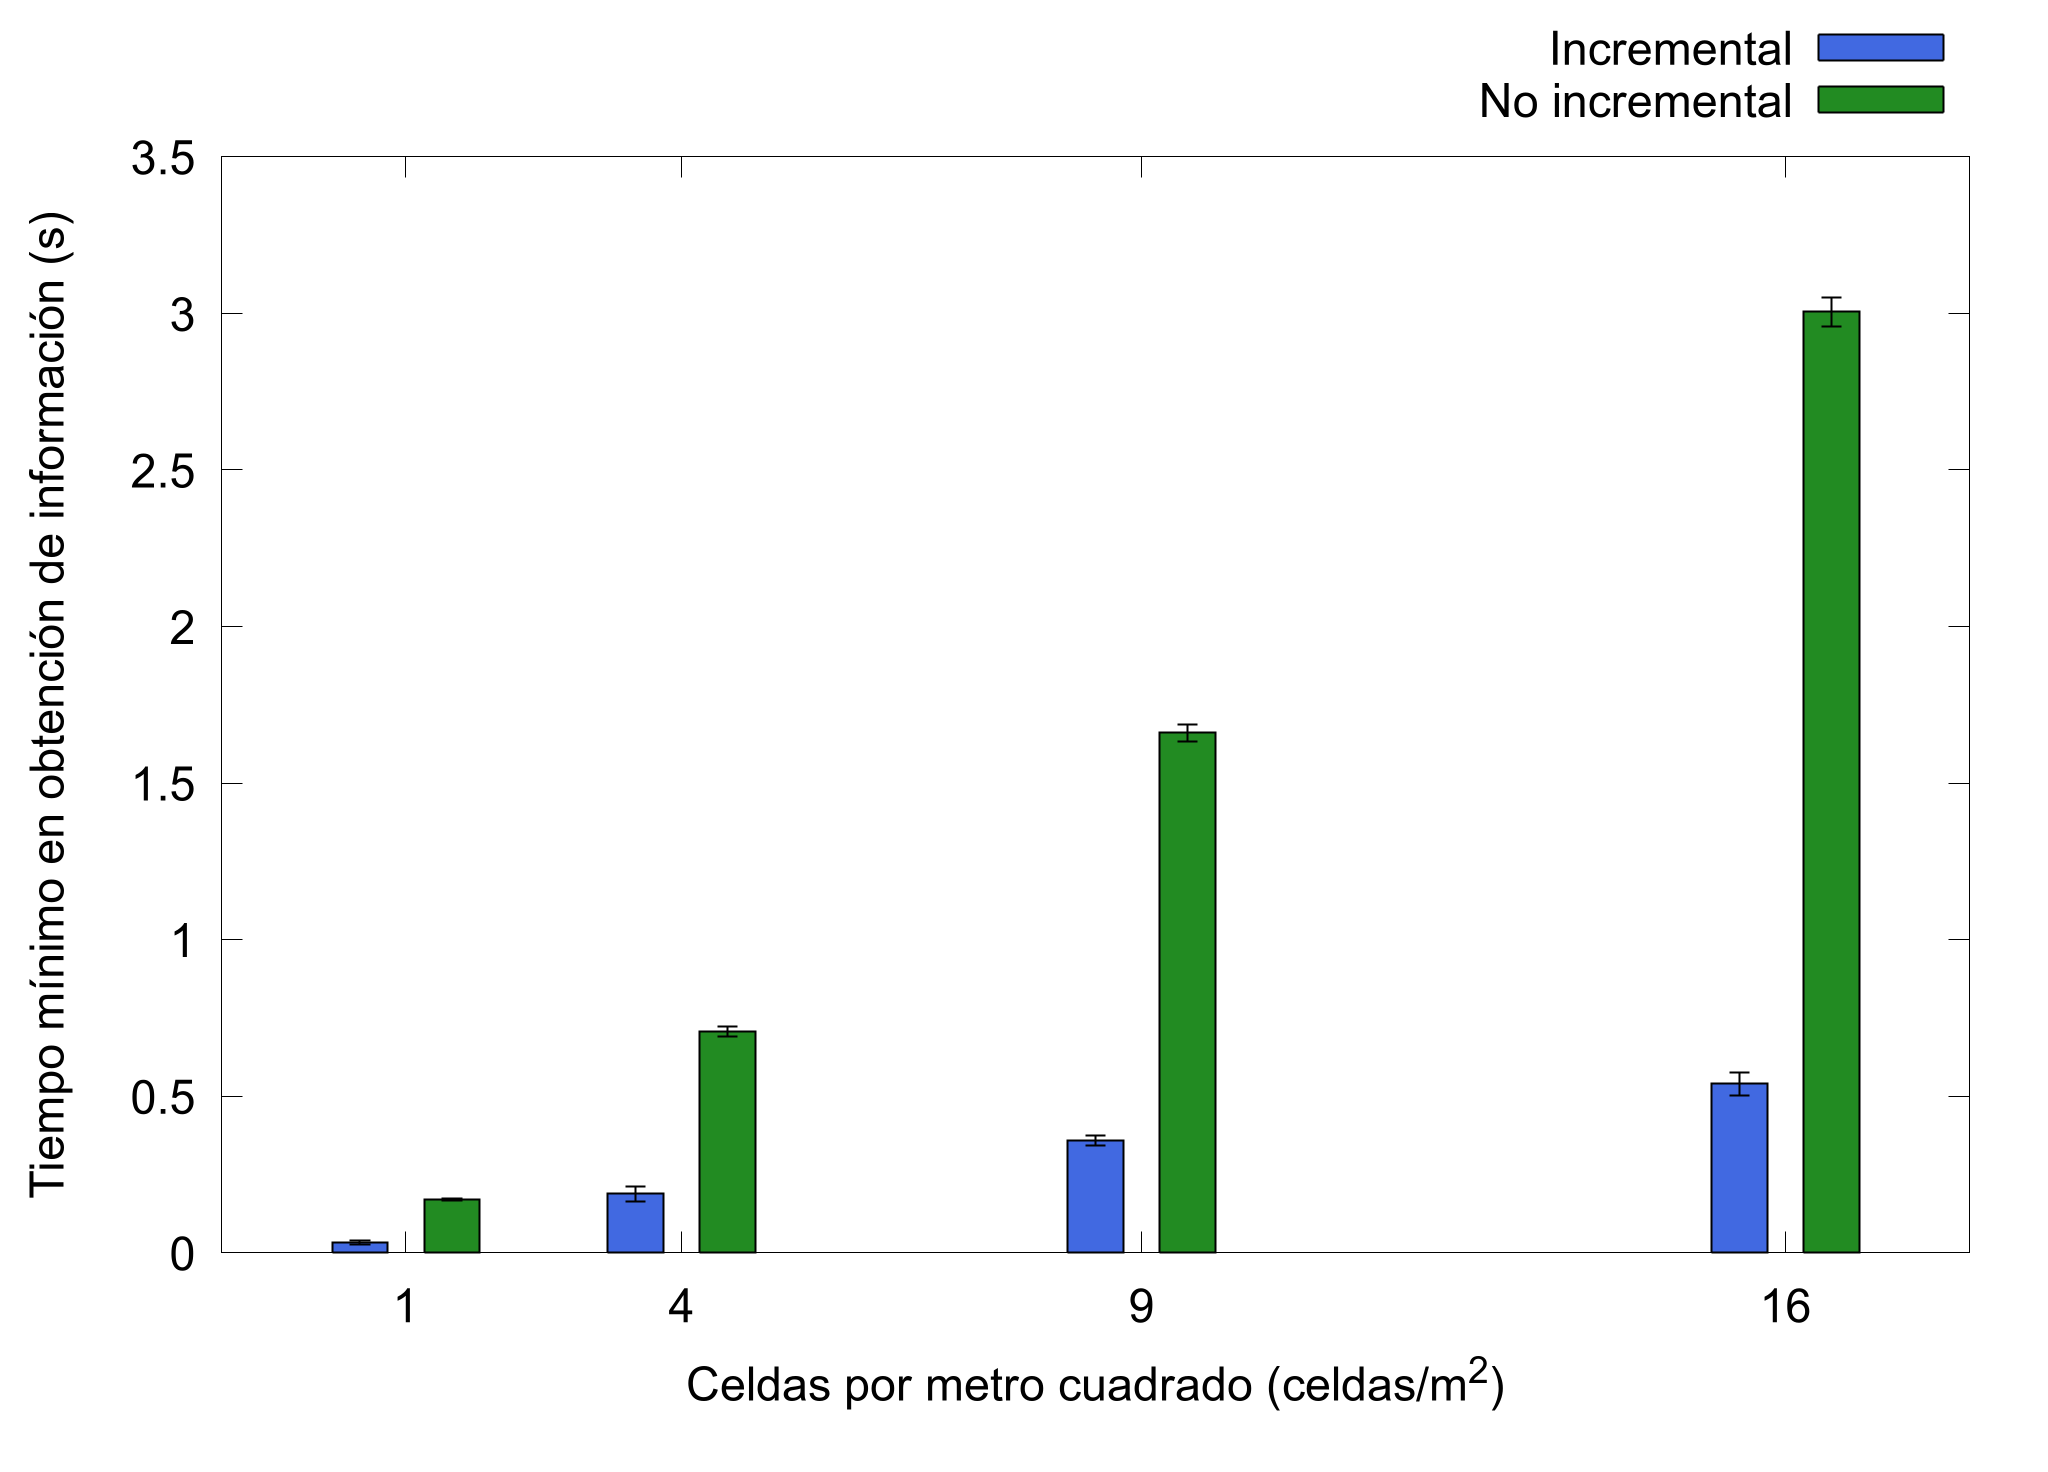 Incremental
No incremental
3.5
3
2.5
2
1.5
1
0.5
0
Tiempo mínimo en obtención de información (s)
1 4 9 16
Celdas por metro cuadrado (celdas/m²)